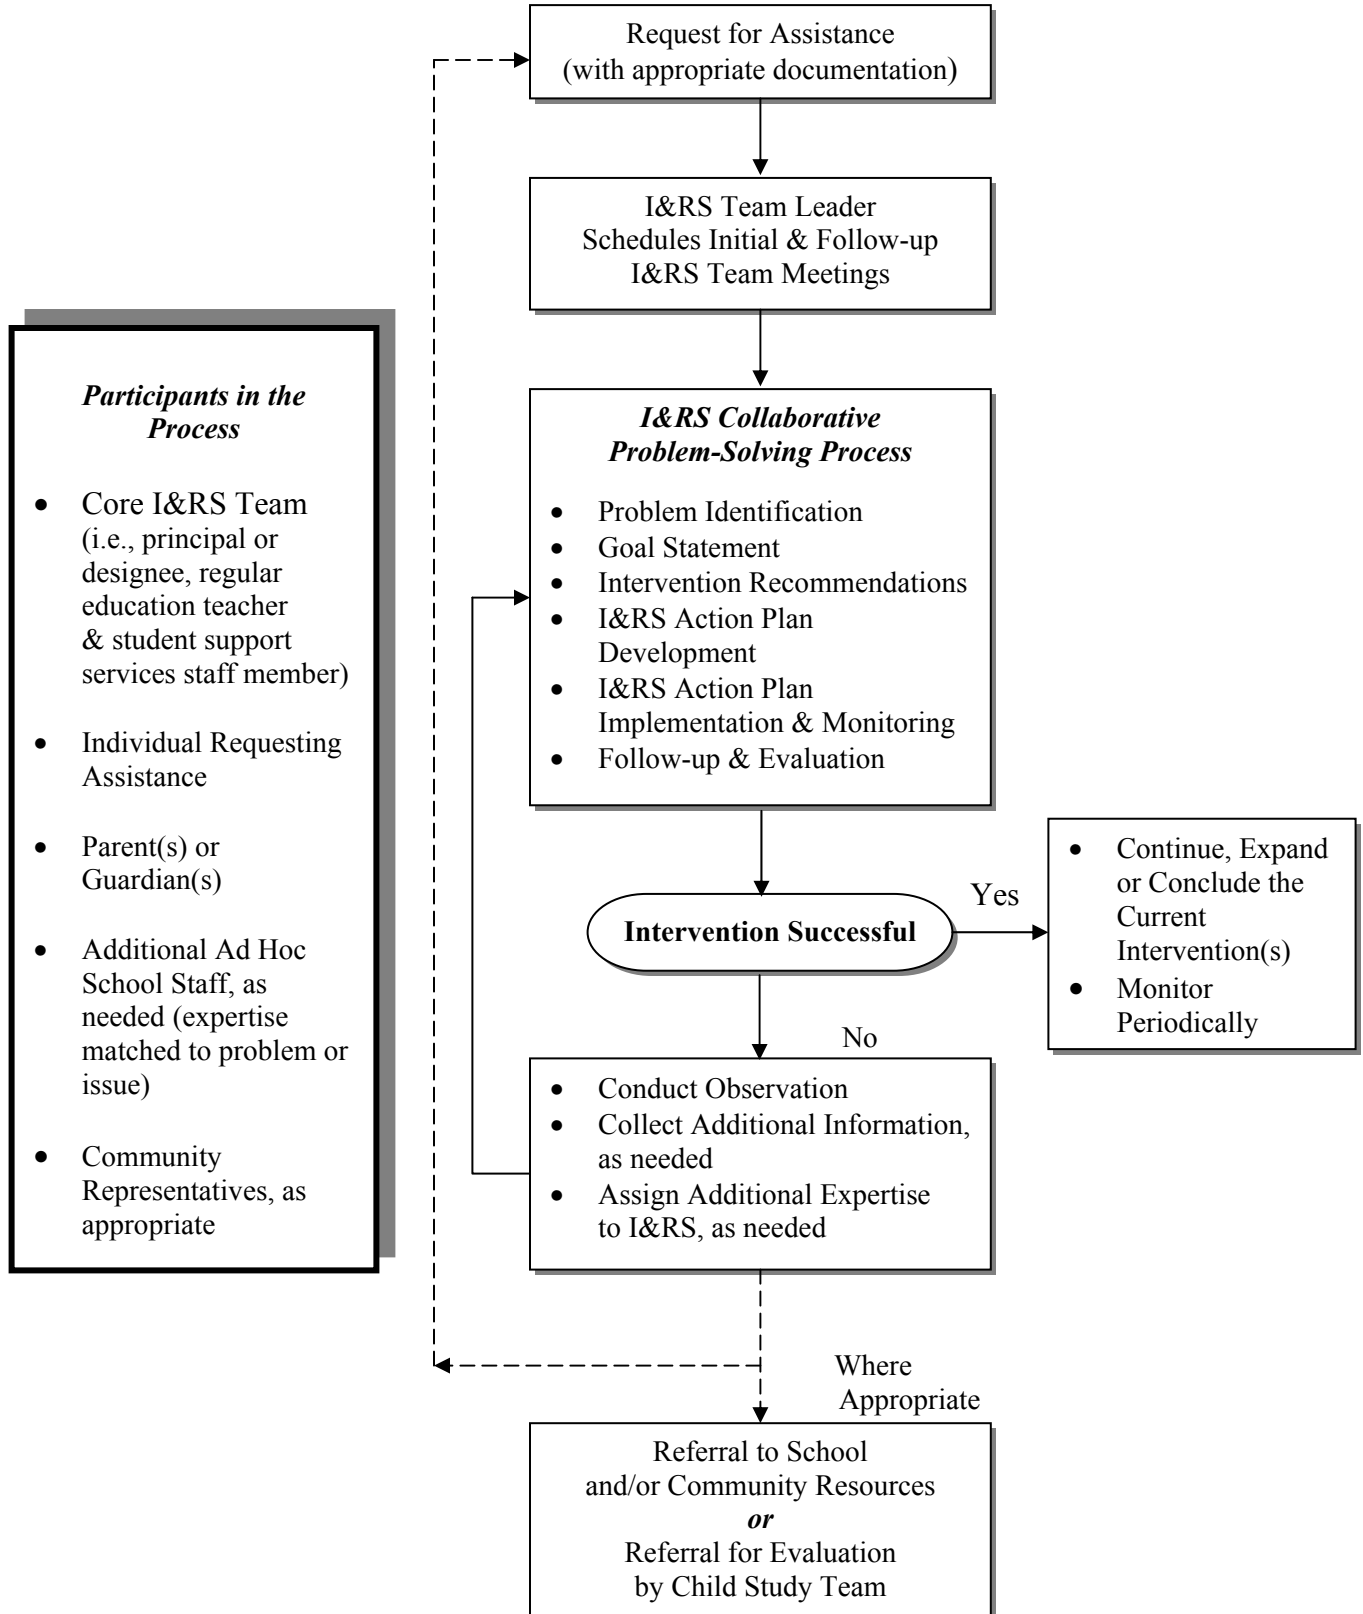 Request for Assistance
(with appropriate documentation)
I&RS Team Leader
Schedules Initial & Follow-up
I&RS Team Meetings
Participants in the
Process
• Core I&RS Team
(i.e., principal or
designee, regular
education teacher
& student support
services staff member)
• Individual Requesting
Assistance
• Parent(s) or
Guardian(s)
• Additional Ad Hoc
School Staff, as
needed (expertise
matched to problem or
issue)
• Community
Representatives, as
appropriate
I&RS Collaborative
Problem-Solving Process
• Problem Identification
• Goal Statement
• Intervention Recommendations
• I&RS Action Plan
Development
• I&RS Action Plan
Implementation & Monitoring
• Follow-up & Evaluation
Intervention Successful
Yes
• Continue, Expand
or Conclude the
Current
Intervention(s)
• Monitor
Periodically
No
• Conduct Observation
• Collect Additional Information,
as needed
• Assign Additional Expertise
to I&RS, as needed
Where
Appropriate
Referral to School
and/or Community Resources
or
Referral for Evaluation
by Child Study Team